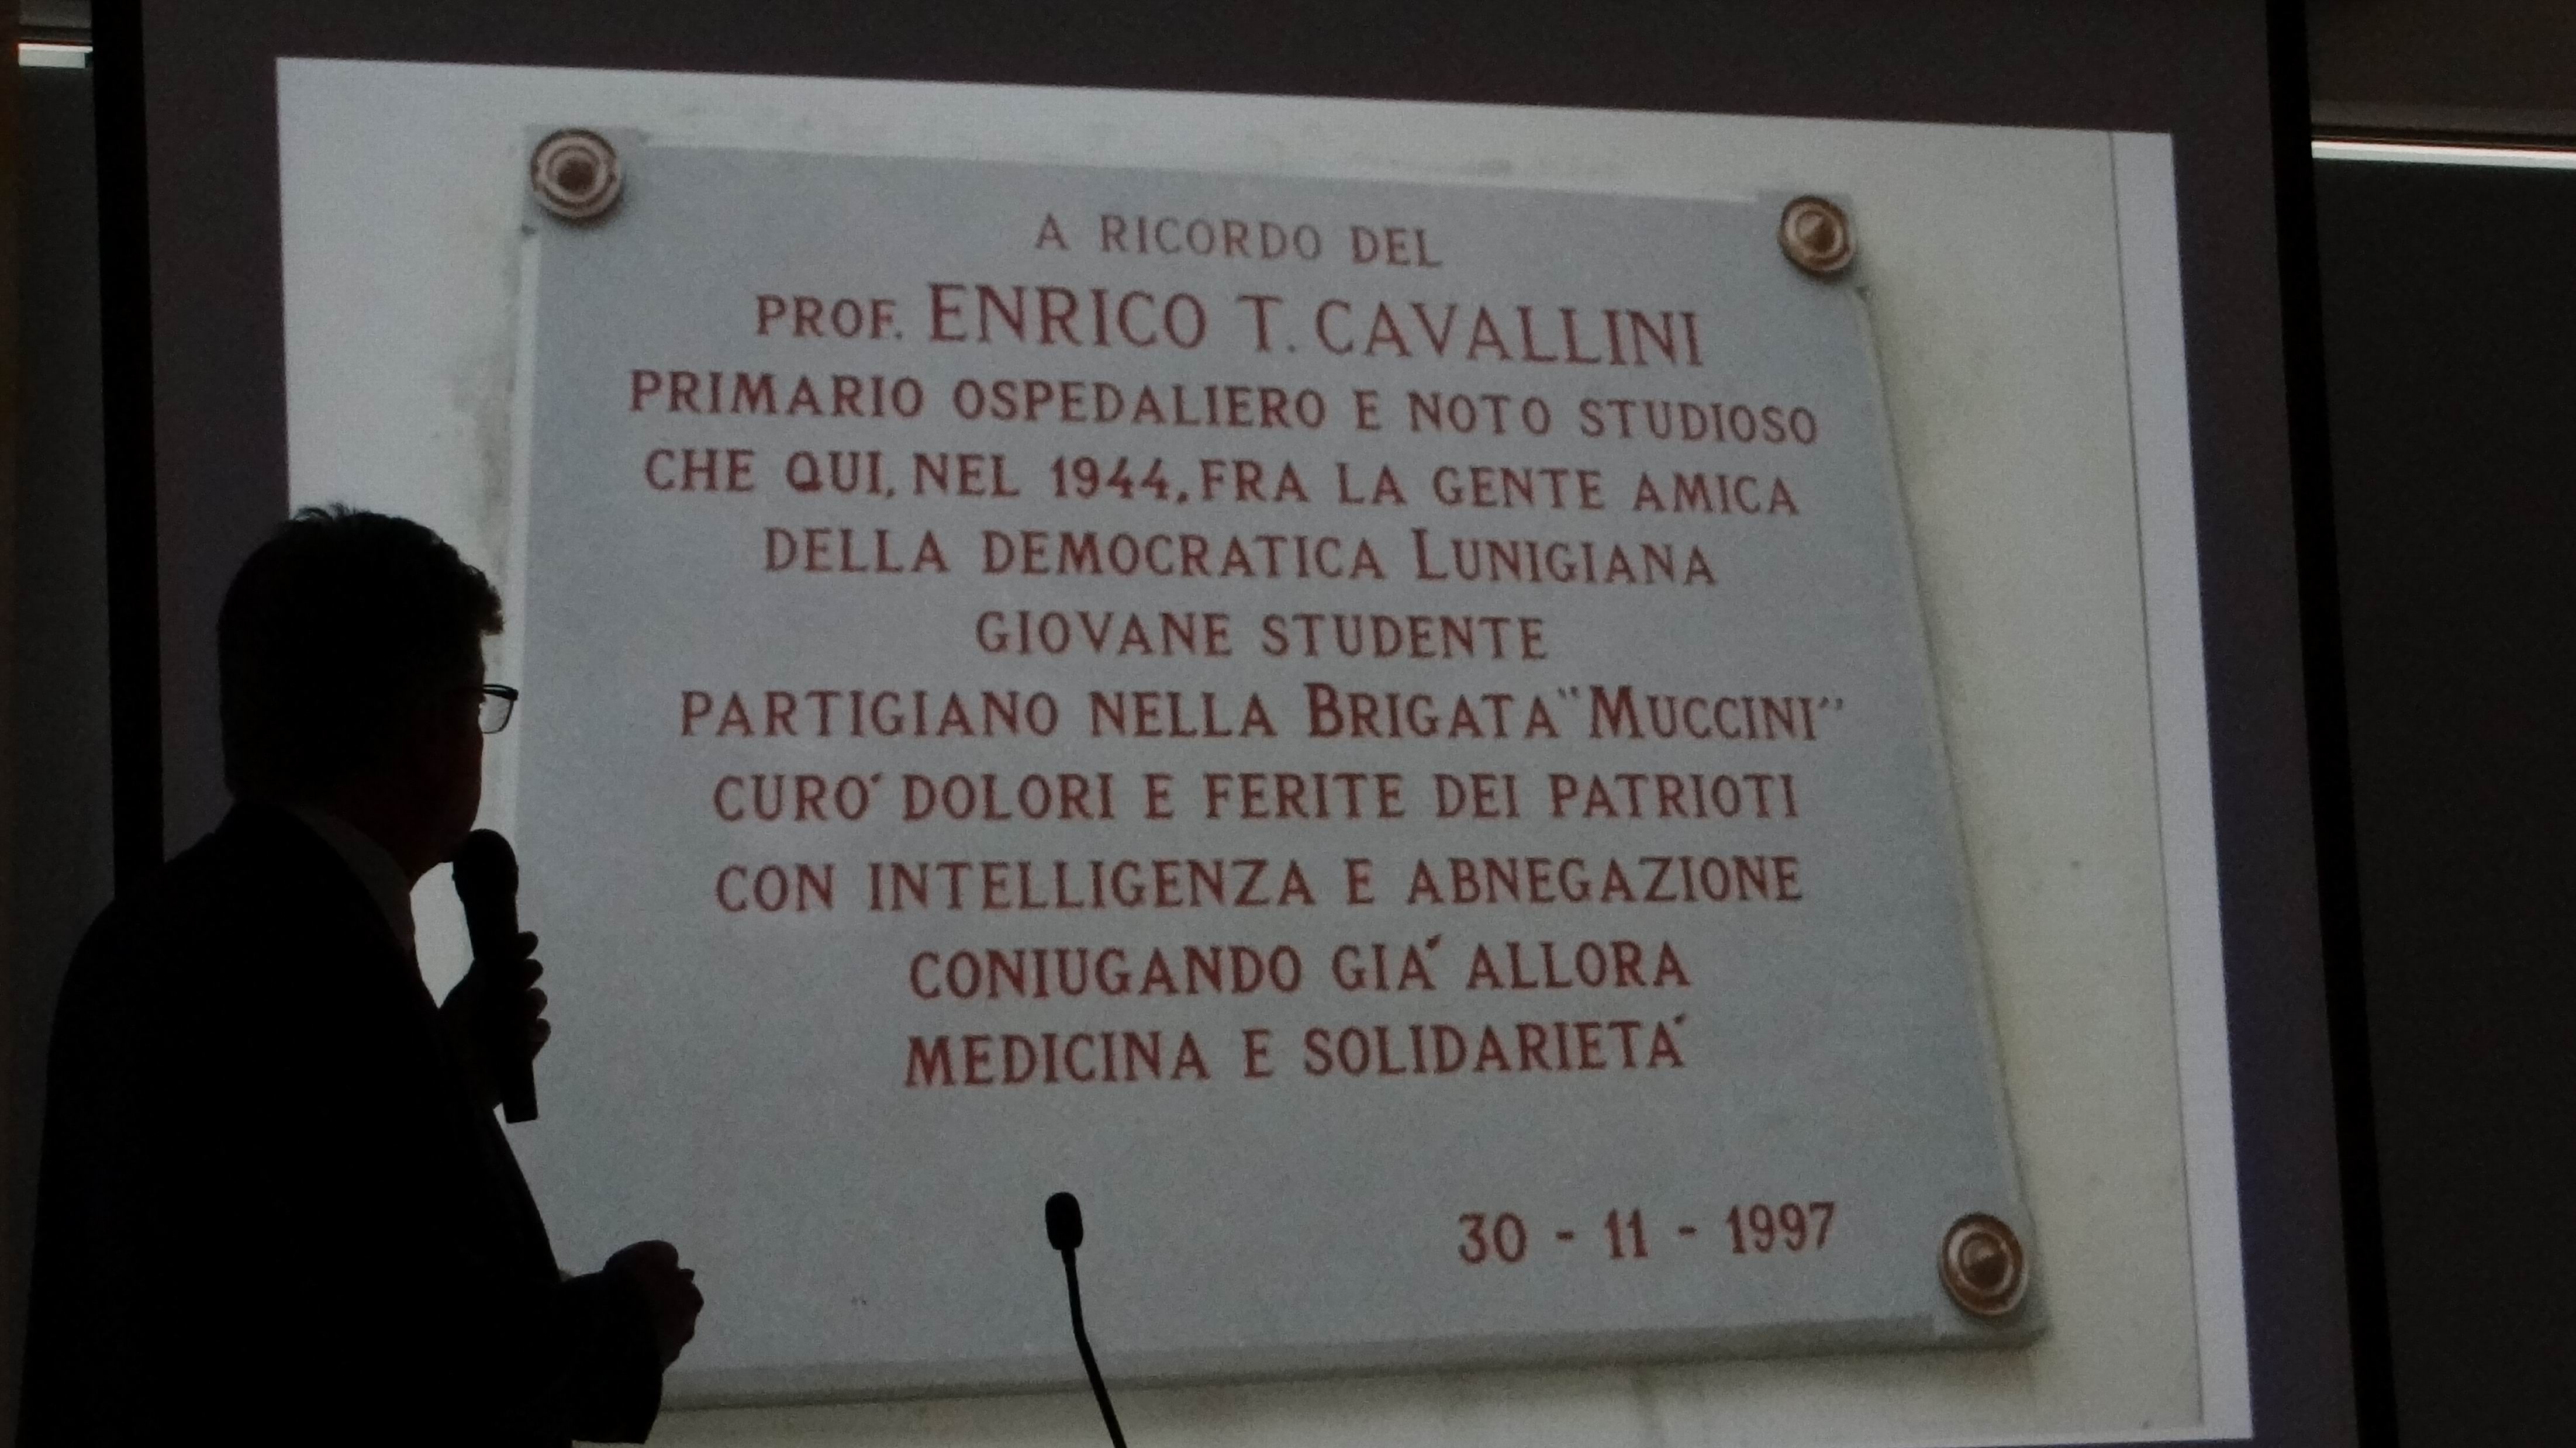 A RICORDO DEL
PROF. ENRICO T. CAVALLINI
PRIMARIO OSPEDALIERO E NOTO STUDIOSO
CHE QUI, NEL 1944, FRA LA GENTE AMICA
DELLA DEMOCRATICA LUNIGIANA
GIOVANE STUDENTE
PARTIGIANO NELLA BRIGATA "MUCCINI"
CURO´ DOLORI E FERITE DEI PATRIOTI
CON INTELLIGENZA E ABNEGAZIONE
CONIUGANDO GIA´ ALLORA
MEDICINA E SOLIDARIETA´
30 - 11 - 1997